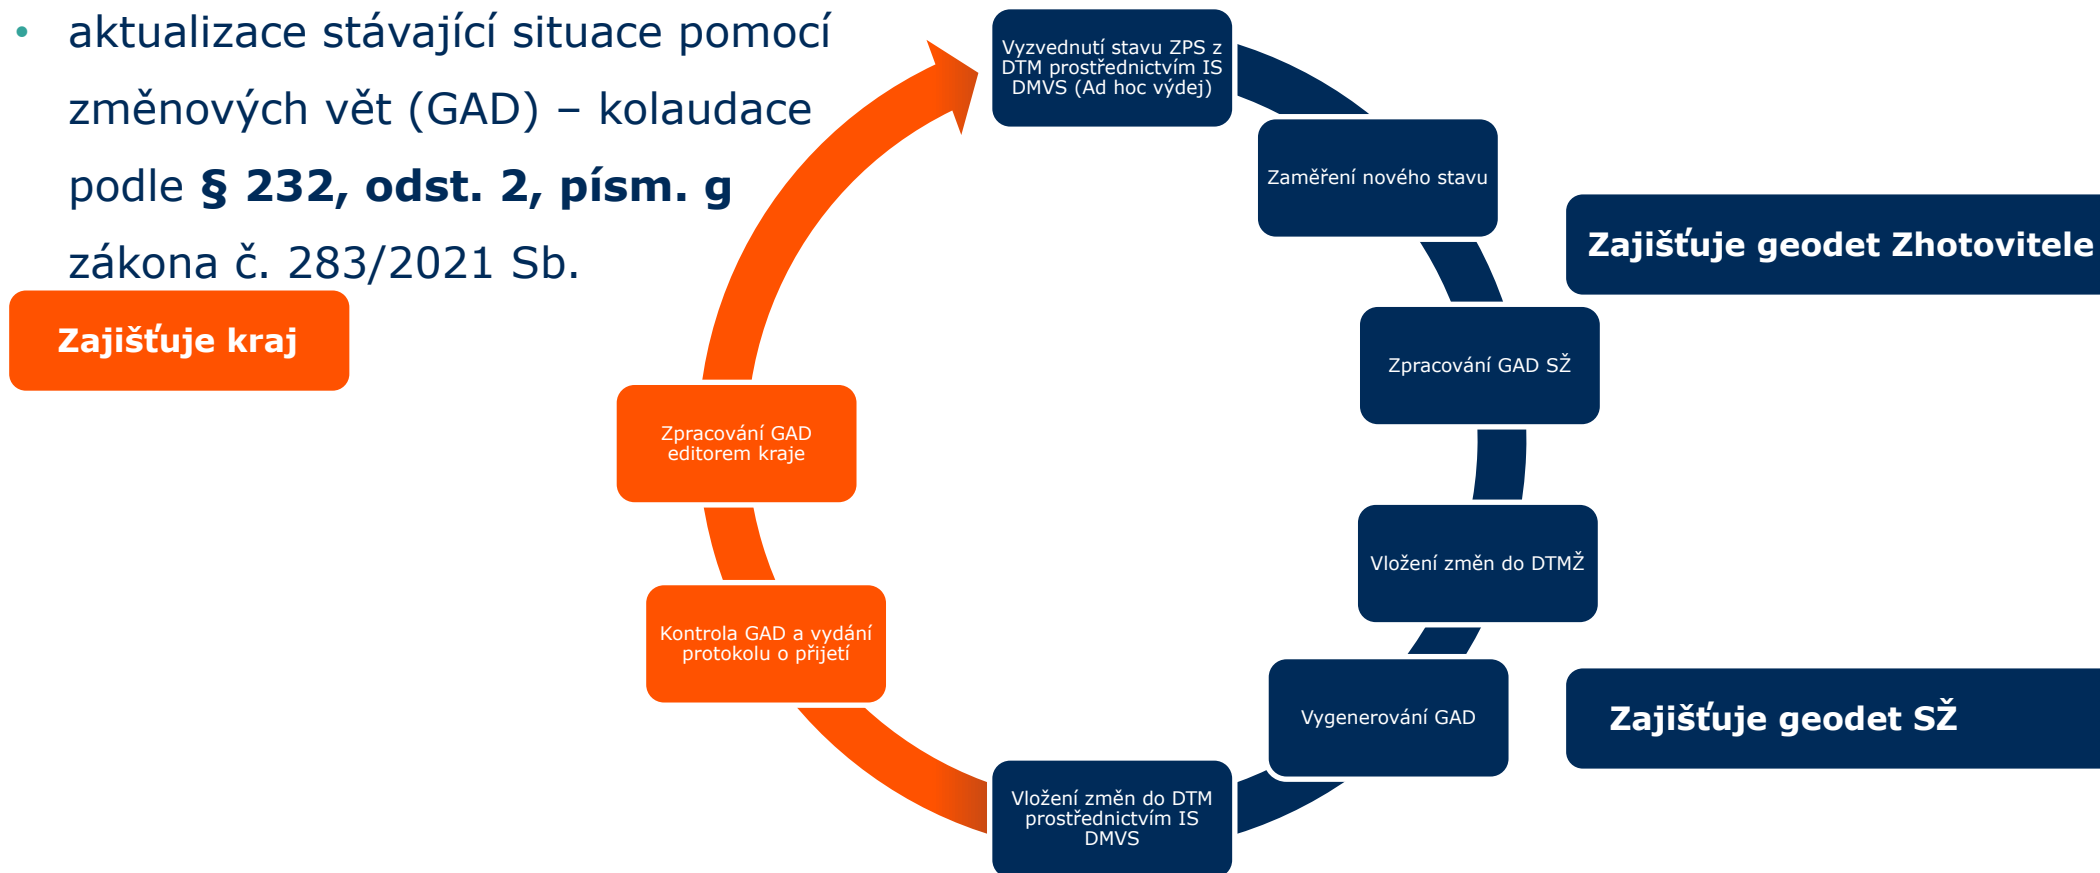 • aktualizace stávající situace pomocí
změnových vět (GAD) – kolaudace
podle § 232, odst. 2, písm. g
zákona č. 283/2021 Sb.
Zajišťuje kraj
Vyzvednutí stavu ZPS z
DTM prostřednictvím IS
DMVS (Ad hoc výdej)
Zaměření nového stavu
Zajišťuje geodet Zhotovitele
Zpracování GAD SŽ
Vložení změn do DTMŽ
Vygenerování GAD
Zajišťuje geodet SŽ
Vložení změn do DTM
prostřednictvím IS
DMVS
Kontrola GAD a vydání
protokolu o přijetí
Zpracování GAD
editorem kraje